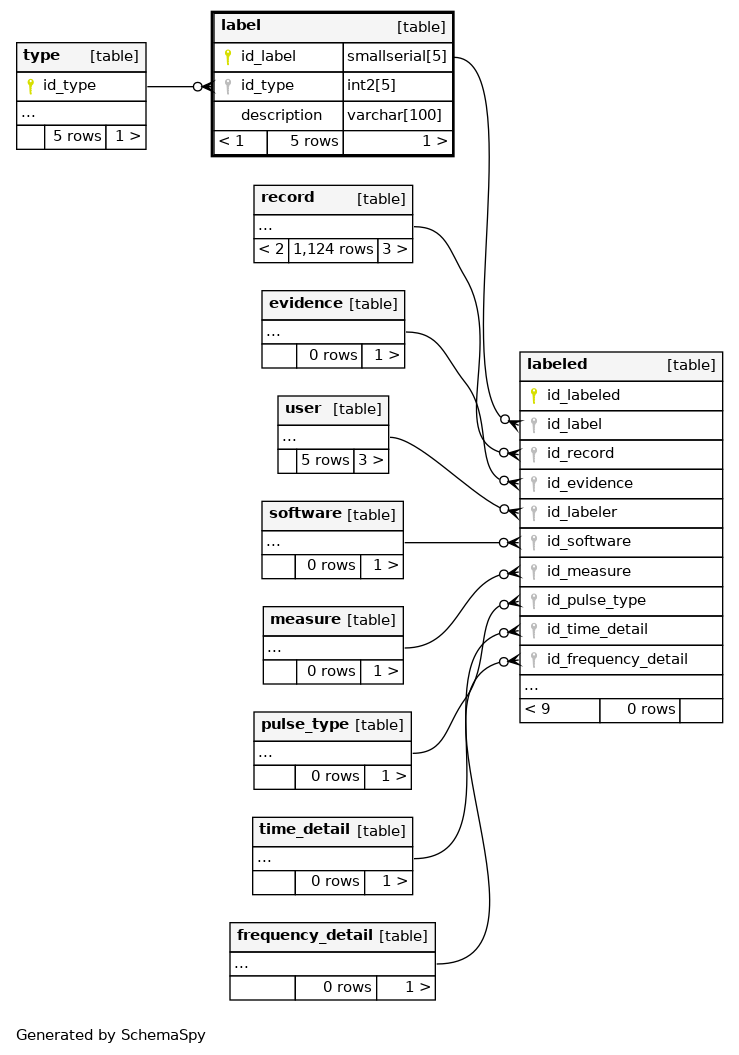 type [table]
id_type
...
5 rows 1 >
label [table]
id_label smallserial[5]
id_type int2[5]
description varchar[100]
< 1 5 rows 1 >
record [table]
...
< 2 1,124 rows 3 >
evidence [table]
...
0 rows 1 >
user [table]
...
5 rows 3 >
software [table]
...
0 rows 1 >
measure [table]
...
0 rows 1 >
pulse_type [table]
...
0 rows 1 >
time_detail [table]
...
0 rows 1 >
frequency_detail [table]
...
0 rows 1 >
labeled [table]
id_labeled
id_label
id_record
id_evidence
id_labeler
id_software
id_measure
id_pulse_type
id_time_detail
id_frequency_detail
...
< 9 0 rows
Generated by SchemaSpy